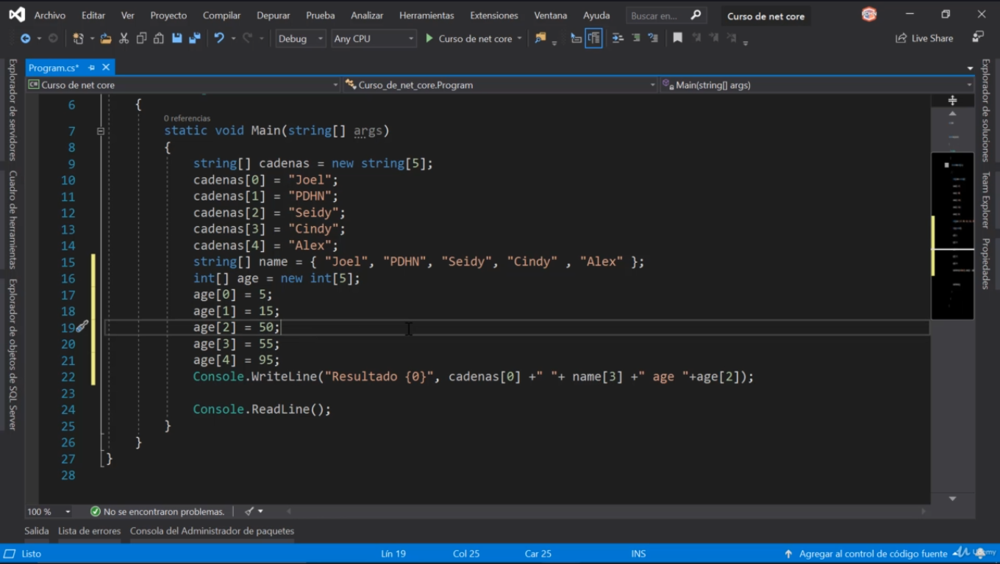 Archivo Editar Ver Proyecto Compilar Depurar Prueba Analizar Herramientas Extensiones Ventana Ayuda Buscar en... Curso de net core
Debug Any CPU Curso de net core Live Share
Program.cs*
Curso de net core Curso_de_net_core.Program Main(string[] args)
Explorador de servidores
Cuadro de herramientas
Explorador de objetos de SQL Server
6 {
0 referencias
7 static void Main(string[] args)
8 {
9 string[] cadenas = new string[5];
10 cadenas[0] = "Joel";
11 cadenas[1] = "PDHN";
12 cadenas[2] = "Seidy";
13 cadenas[3] = "Cindy";
14 cadenas[4] = "Alex";
15 string[] name = { "Joel", "PDHN", "Seidy", "Cindy" , "Alex" };
16 int[] age = new int[5];
17 age[0] = 5;
18 age[1] = 15;
19 age[2] = 50;
20 age[3] = 55;
21 age[4] = 95;
22 Console.WriteLine("Resultado {0}", cadenas[0] +" "+ name[3] +" age "+age[2]);
23
24 Console.ReadLine();
25 }
26 }
27 }
28
Explorador de soluciones
Team Explorer
Propiedades
100 % No se encontraron problemas.
Salida Lista de errores Consola del Administrador de paquetes
Listo Lín 19 Col 25 Car 25 INS Agregar al control de código fuente